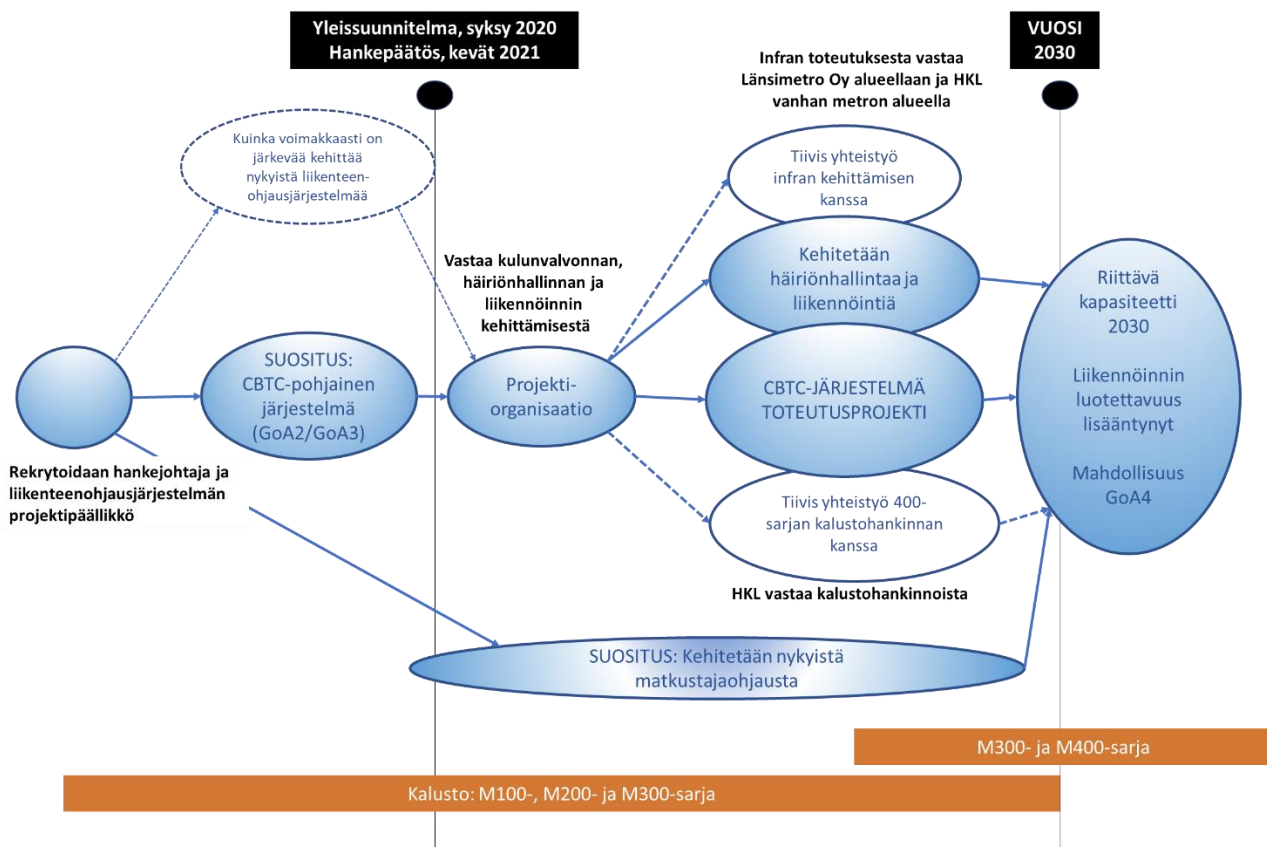 Yleissuunnitelma, syksy 2020
Hankepäätös, kevät 2021
VUOSI
2030
Infran toteutuksesta vastaa
Länsimetro Oy alueellaan ja HKL
vanhan metron alueella
Kuinka voimakkaasti on
järkevää kehittää
nykyistä liikenteen-
ohjausjärjestelmää
Tiivis yhteistyö
infran kehittämisen
kanssa
Vastaa kulunvalvonnan,
häiriönhallinnan ja
liikennöinnin
kehittämisestä
Kehitetään
häiriönhallintaa ja
liikennöintiä
Riittävä
kapasiteetti
2030
Liikennöinnin
luotettavuus
lisääntynyt
Mahdollisuus
GoA4
SUOSITUS:
CBTC-pohjainen
järjestelmä
(GoA2/GoA3)
Projekti-
organisaatio
CBTC-JÄRJESTELMÄ
TOTEUTUSPROJEKTI
Rekrytoidaan hankejohtaja ja
liikenteenohjausjärjestelmän
projektipäällikkö
Tiivis yhteistyö 400-
sarjan kalustohankinnan
kanssa
HKL vastaa kalustohankinnoista
SUOSITUS: Kehitetään nykyistä
matkustajaohjausta
M300- ja M400-sarja
Kalusto: M100-, M200- ja M300-sarja